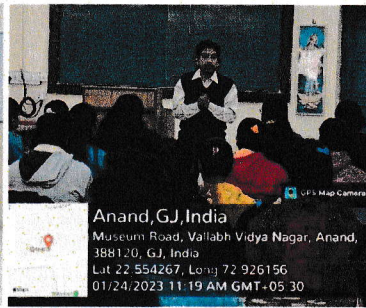 GPS Map Camera
Anand, GJ, India
Museum Road, Vallabh Vidya Nagar, Anand,
388120, GJ, India
Lat 22.554267, Long 72.926156
01/24/2023 11:19 AM GMT+05:30